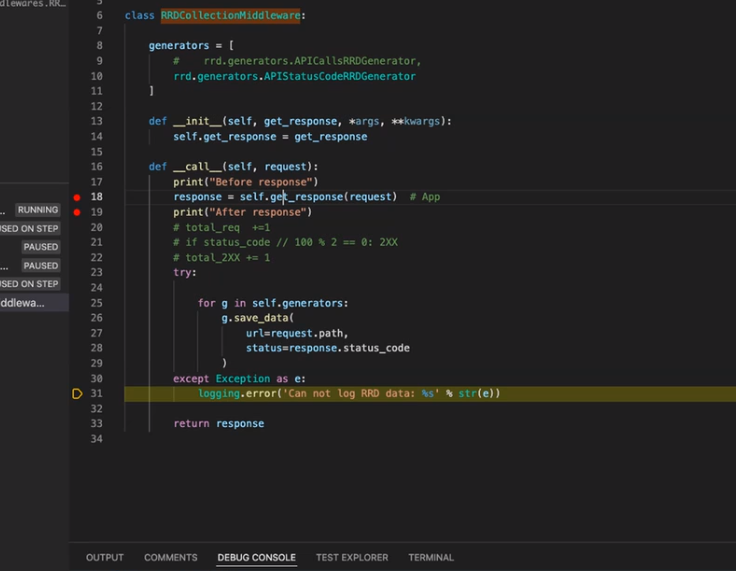 dlewares.RR...
6 class RRDCollectionMiddleware:
7
8 generators = [
9 # rrd.generators.APICallsRRDGenerator,
10 rrd.generators.APIStatusCodeRRDGenerator
11 ]
12
13 def __init__(self, get_response, *args, **kwargs):
14 self.get_response = get_response
15
16 def __call__(self, request):
17 print("Before response")
18 response = self.get_response(request) # App
19 print("After response")
20 # total_req +=1
21 # if status_code // 100 % 2 == 0: 2XX
22 # total_2XX += 1
23 try:
24
25 for g in self.generators:
26 g.save_data(
27 url=request.path,
28 status=response.status_code
29 )
30 except Exception as e:
31 logging.error('Can not log RRD data: %s' % str(e))
32
33 return response
34
... RUNNING
USED ON STEP
PAUSED
... PAUSED
USED ON STEP
iddlewa...
OUTPUT COMMENTS DEBUG CONSOLE TEST EXPLORER TERMINAL